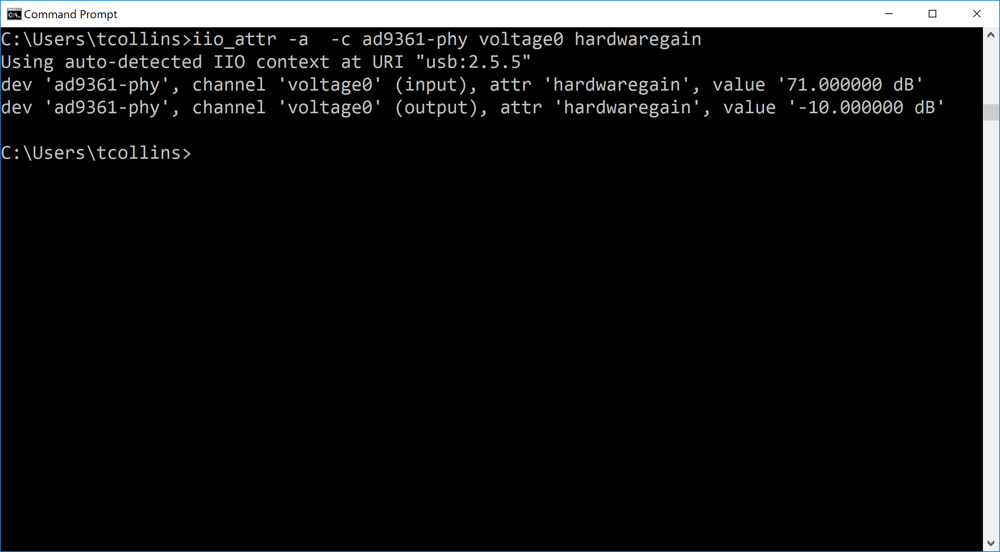 Command Prompt
C:\Users\tcollins>iio_attr -a  -c ad9361-phy voltage0 hardwaregain
Using auto-detected IIO context at URI "usb:2.5.5"
dev 'ad9361-phy', channel 'voltage0' (input), attr 'hardwaregain', value '71.000000 dB'
dev 'ad9361-phy', channel 'voltage0' (output), attr 'hardwaregain', value '-10.000000 dB'
C:\Users\tcollins>